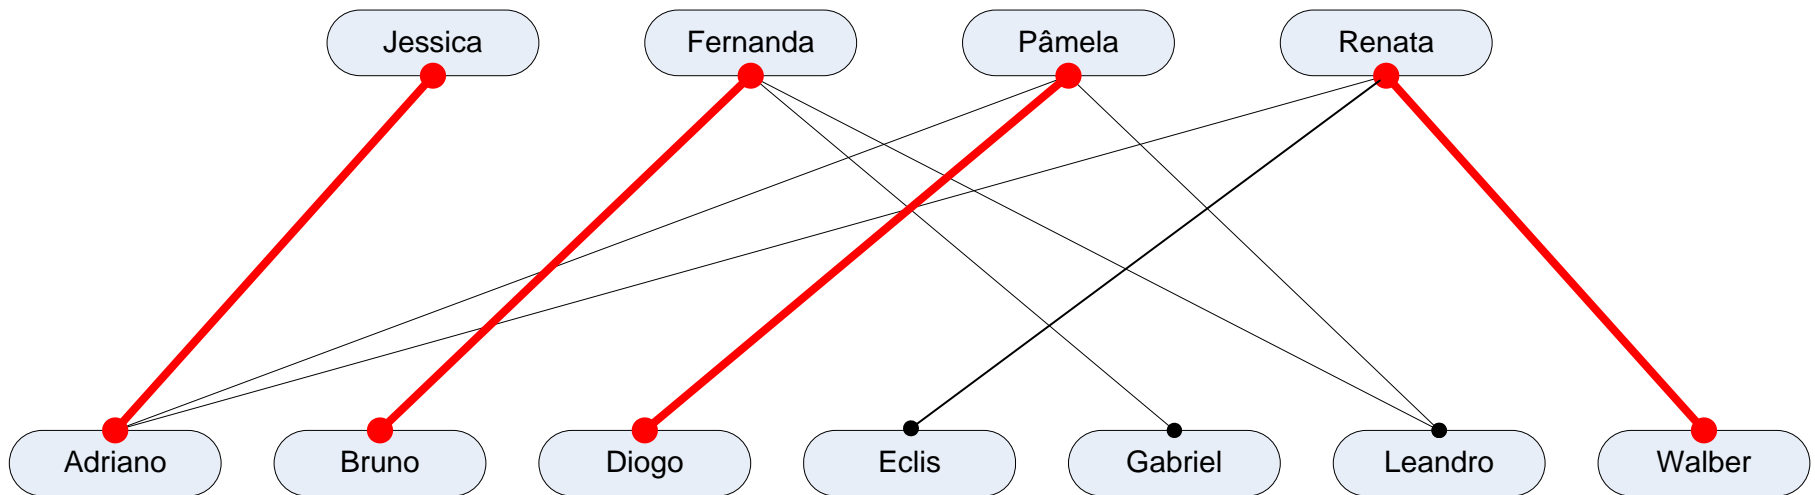 Jessica
Fernanda
Pâmela
Renata
Adriano
Bruno
Diogo
Eclis
Gabriel
Leandro
Walber